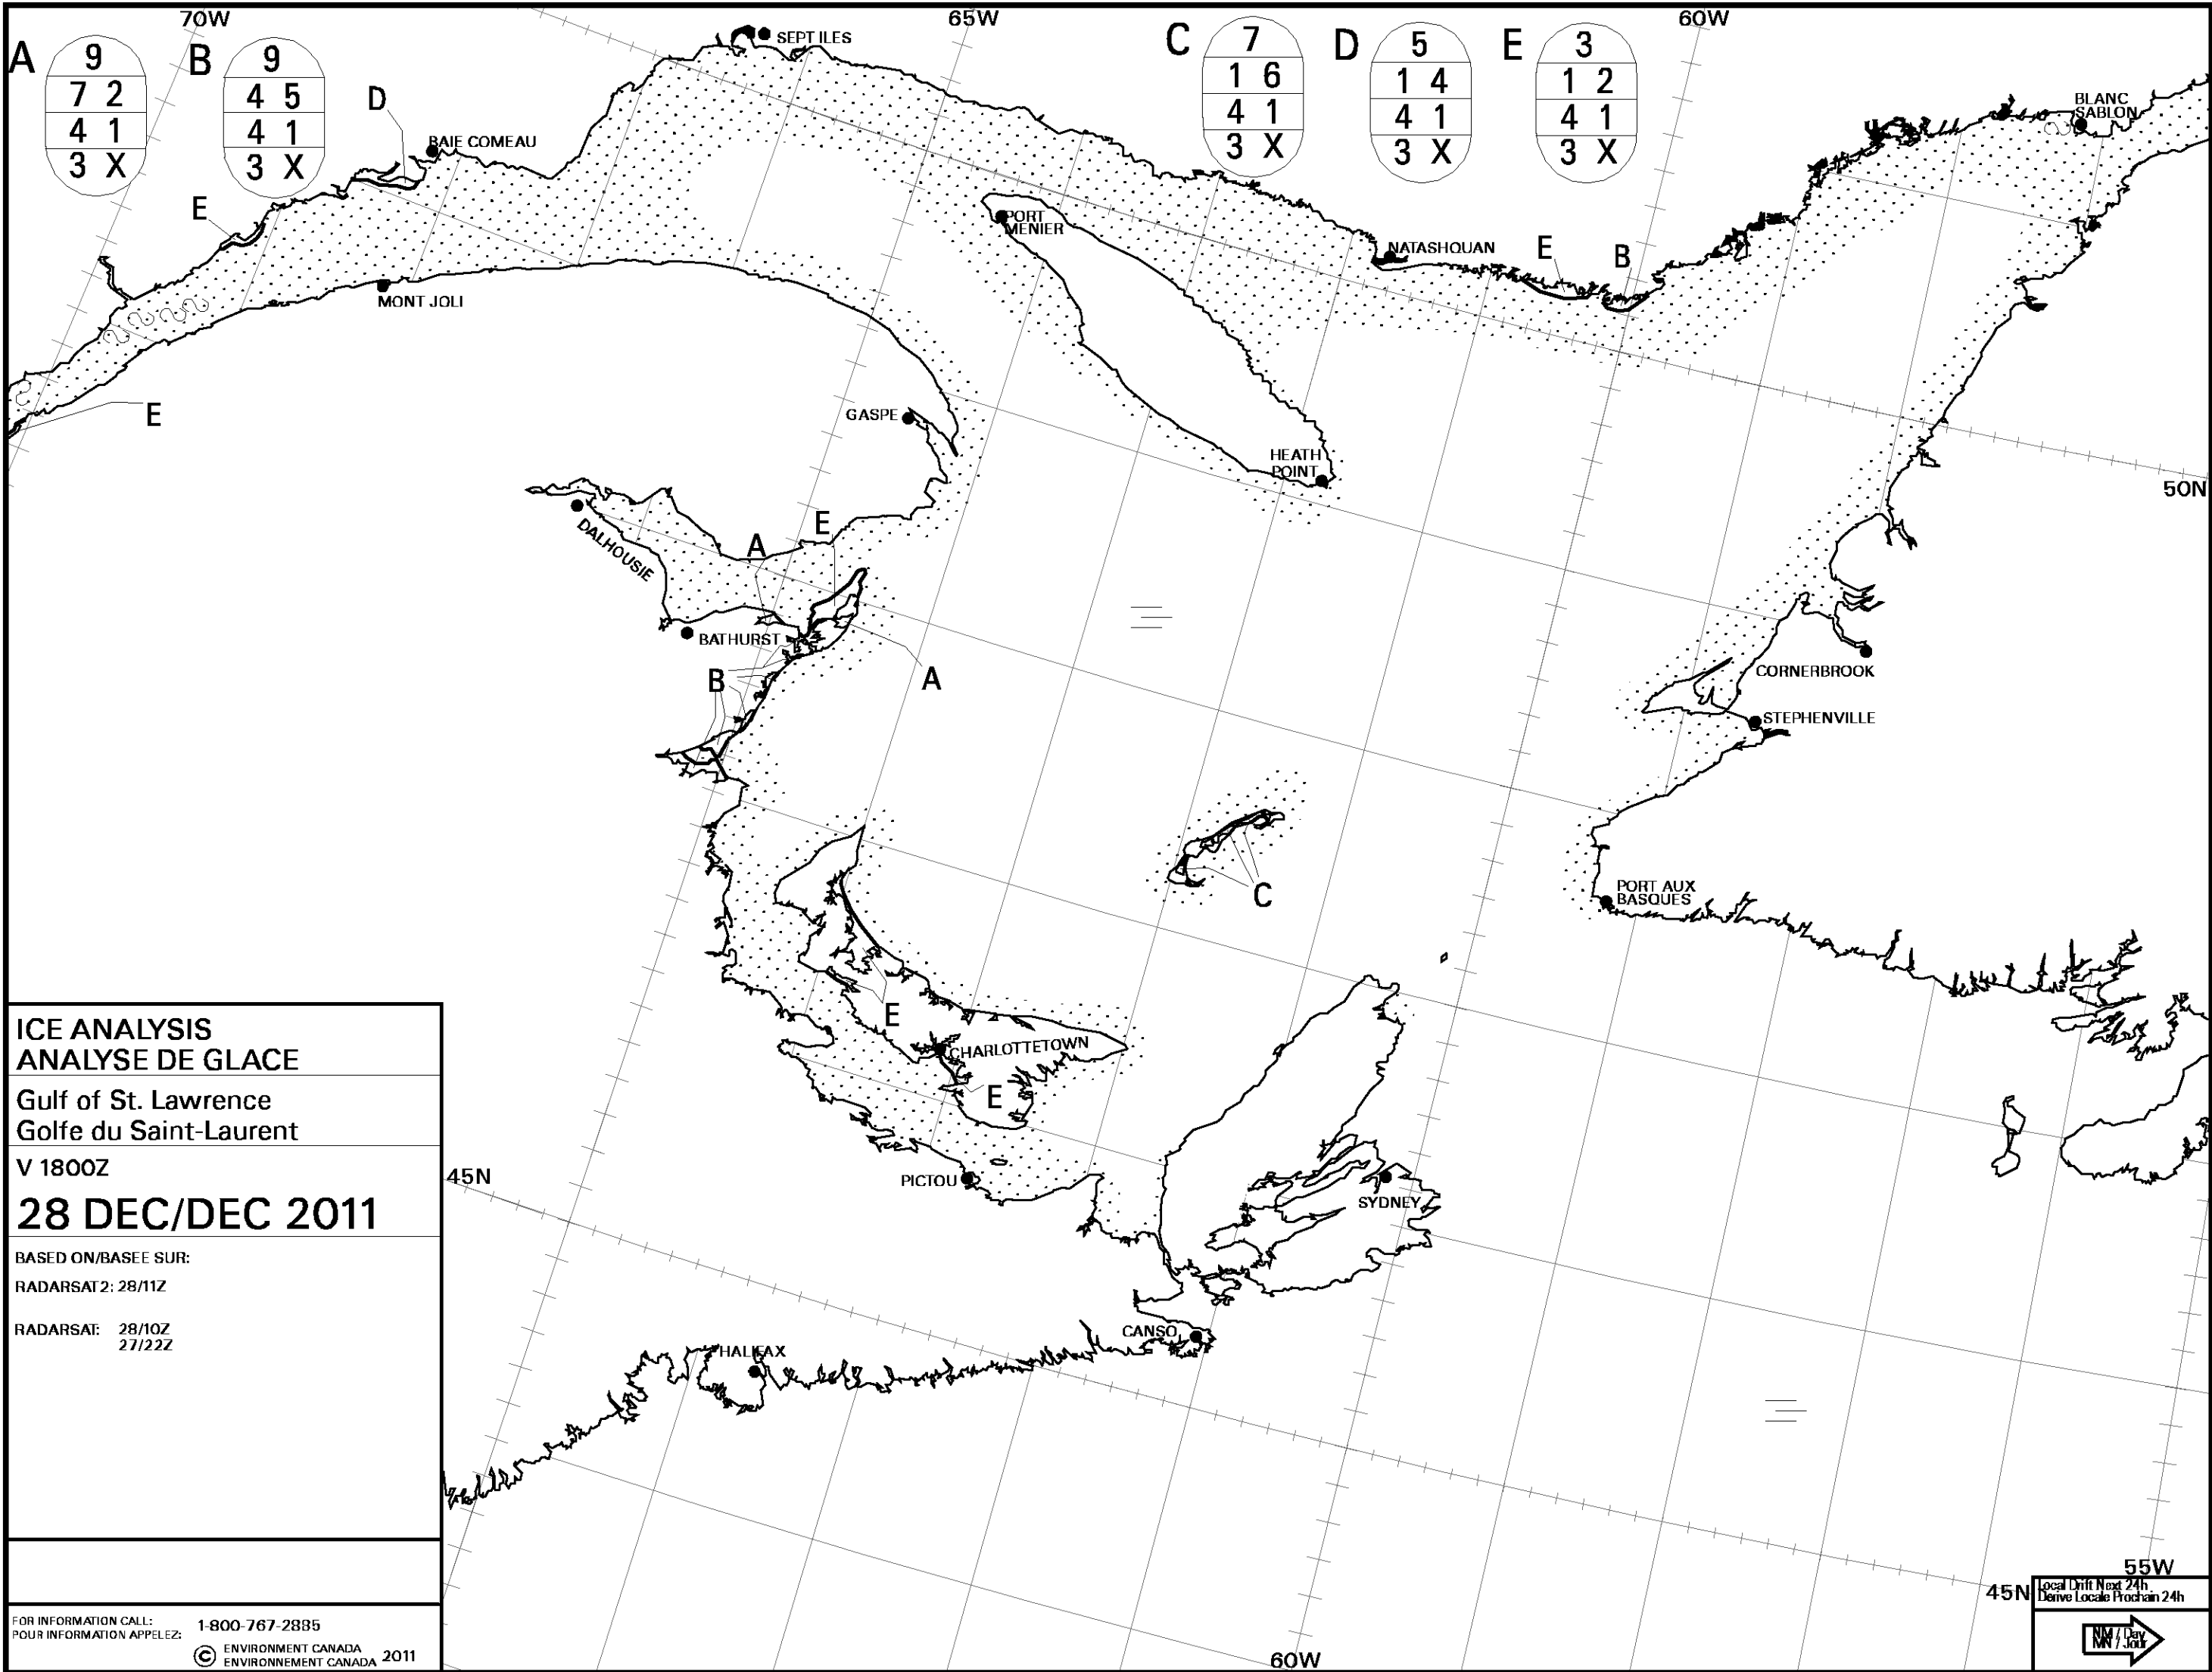 70W
65W
60W
A
9
7 2
4 1
3 X
B
9
4 5
4 1
3 X
C
7
1 6
4 1
3 X
D
5
1 4
4 1
3 X
E
3
1 2
4 1
3 X
SEPT ILES
BLANC
SABLON
D
BAIE COMEAU
E
PORT
MENIER
NATASHQUAN
E
B
MONT JOLI
E
GASPE
HEATH
POINT
50N
DALHOUSIE
A
E
BATHURST
B
A
CORNERBROOK
STEPHENVILLE
C
PORT AUX
BASQUES
E
CHARLOTTETOWN
E
PICTOU
SYDNEY
45N
CANSO
HALIFAX
ICE ANALYSIS
ANALYSE DE GLACE
Gulf of St. Lawrence
Golfe du Saint-Laurent
V 1800Z
28 DEC/DEC 2011
BASED ON/BASEE SUR:
RADARSAT2: 28/11Z
RADARSAT: 28/10Z
27/22Z
FOR INFORMATION CALL: 1-800-767-2885
POUR INFORMATION APPELEZ:
© ENVIRONMENT CANADA
ENVIRONNEMENT CANADA 2011
60W
55W
45N
Local Drift Next 24h
Derive Locale Prochain 24h
NM / Day
MN / Jour